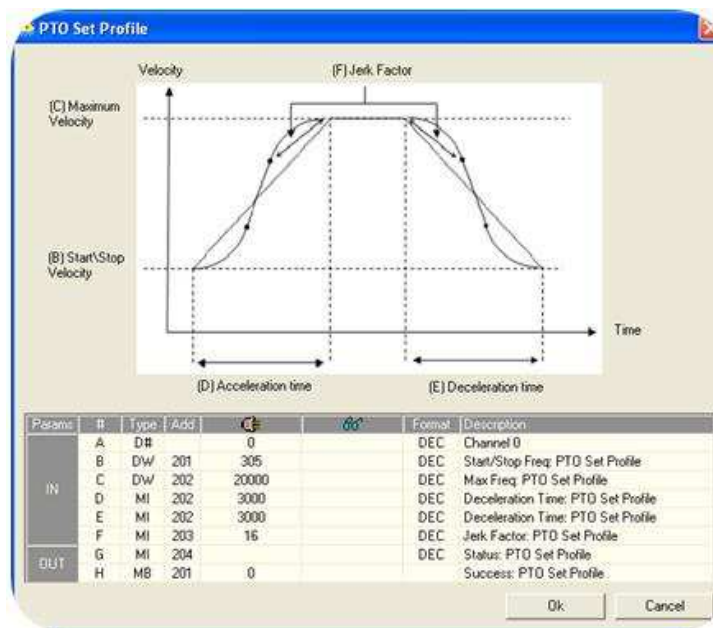 PTO Set Profile
Velocity
(F) Jerk Factor
(C) Maximum
Velocity
(B) Start\Stop
Velocity
Time
(D) Acceleration time
(E) Deceleration time
Params # Type Add Format Description
IN
A D# 0 DEC Channel 0
B DW 201 305 DEC Start/Stop Freq: PTO Set Profile
C DW 202 20000 DEC Max Freq: PTO Set Profile
D MI 202 3000 DEC Deceleration Time: PTO Set Profile
E MI 202 3000 DEC Deceleration Time: PTO Set Profile
F MI 203 16 DEC Jerk Factor: PTO Set Profile
OUT
G MI 204 DEC Status: PTO Set Profile
H MB 201 0 Success: PTO Set Profile
Ok Cancel